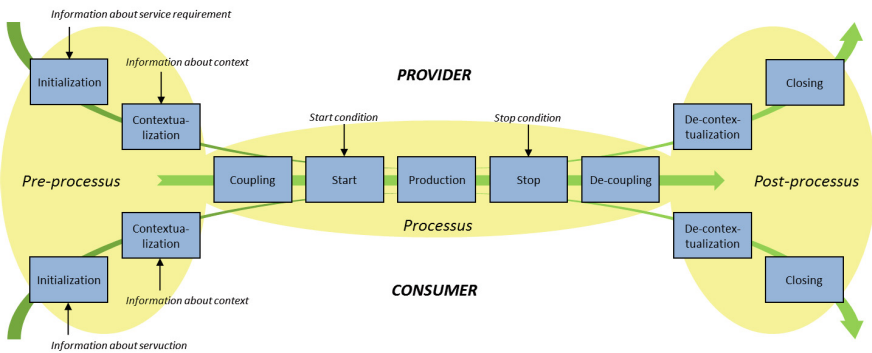 Information about service requirement
Initialization
Information about context
Contextua-
lization
PROVIDER
Start condition
Stop condition
Closing
De-contex-
tualization
Pre-processus
Coupling
Start
Production
Stop
De-coupling
Post-processus
Processus
Contextua-
lization
De-contex-
tualization
Initialization
Information about context
CONSUMER
Closing
Information about servuction